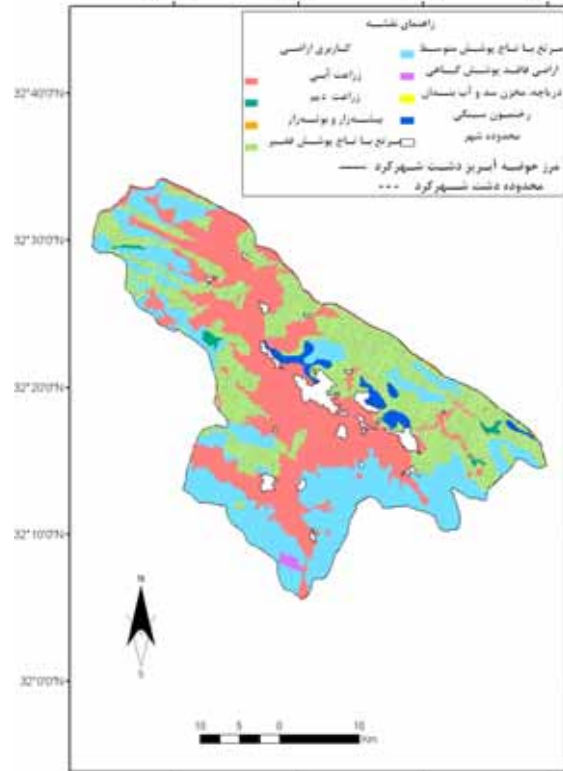 راهنمای نقشه
کاربری اراضی
زراعت آبی
زراعت دیم
بیشه‌زار و بوته‌زار
مرتع با تاج پوشش فقیر
مرتع با تاج پوشش متوسط
اراضی فاقد پوشش گیاهی
دریاچه، مخزن سد و آب بندان
رخنمون سنگی
محدوده شهر
مرز حوضه آبریز دشت شهرکرد
محدوده دشت شهرکرد
32°40'0"N
32°30'0"N
32°20'0"N
32°10'0"N
32°0'0"N
N
S
10 5 0 10
Km